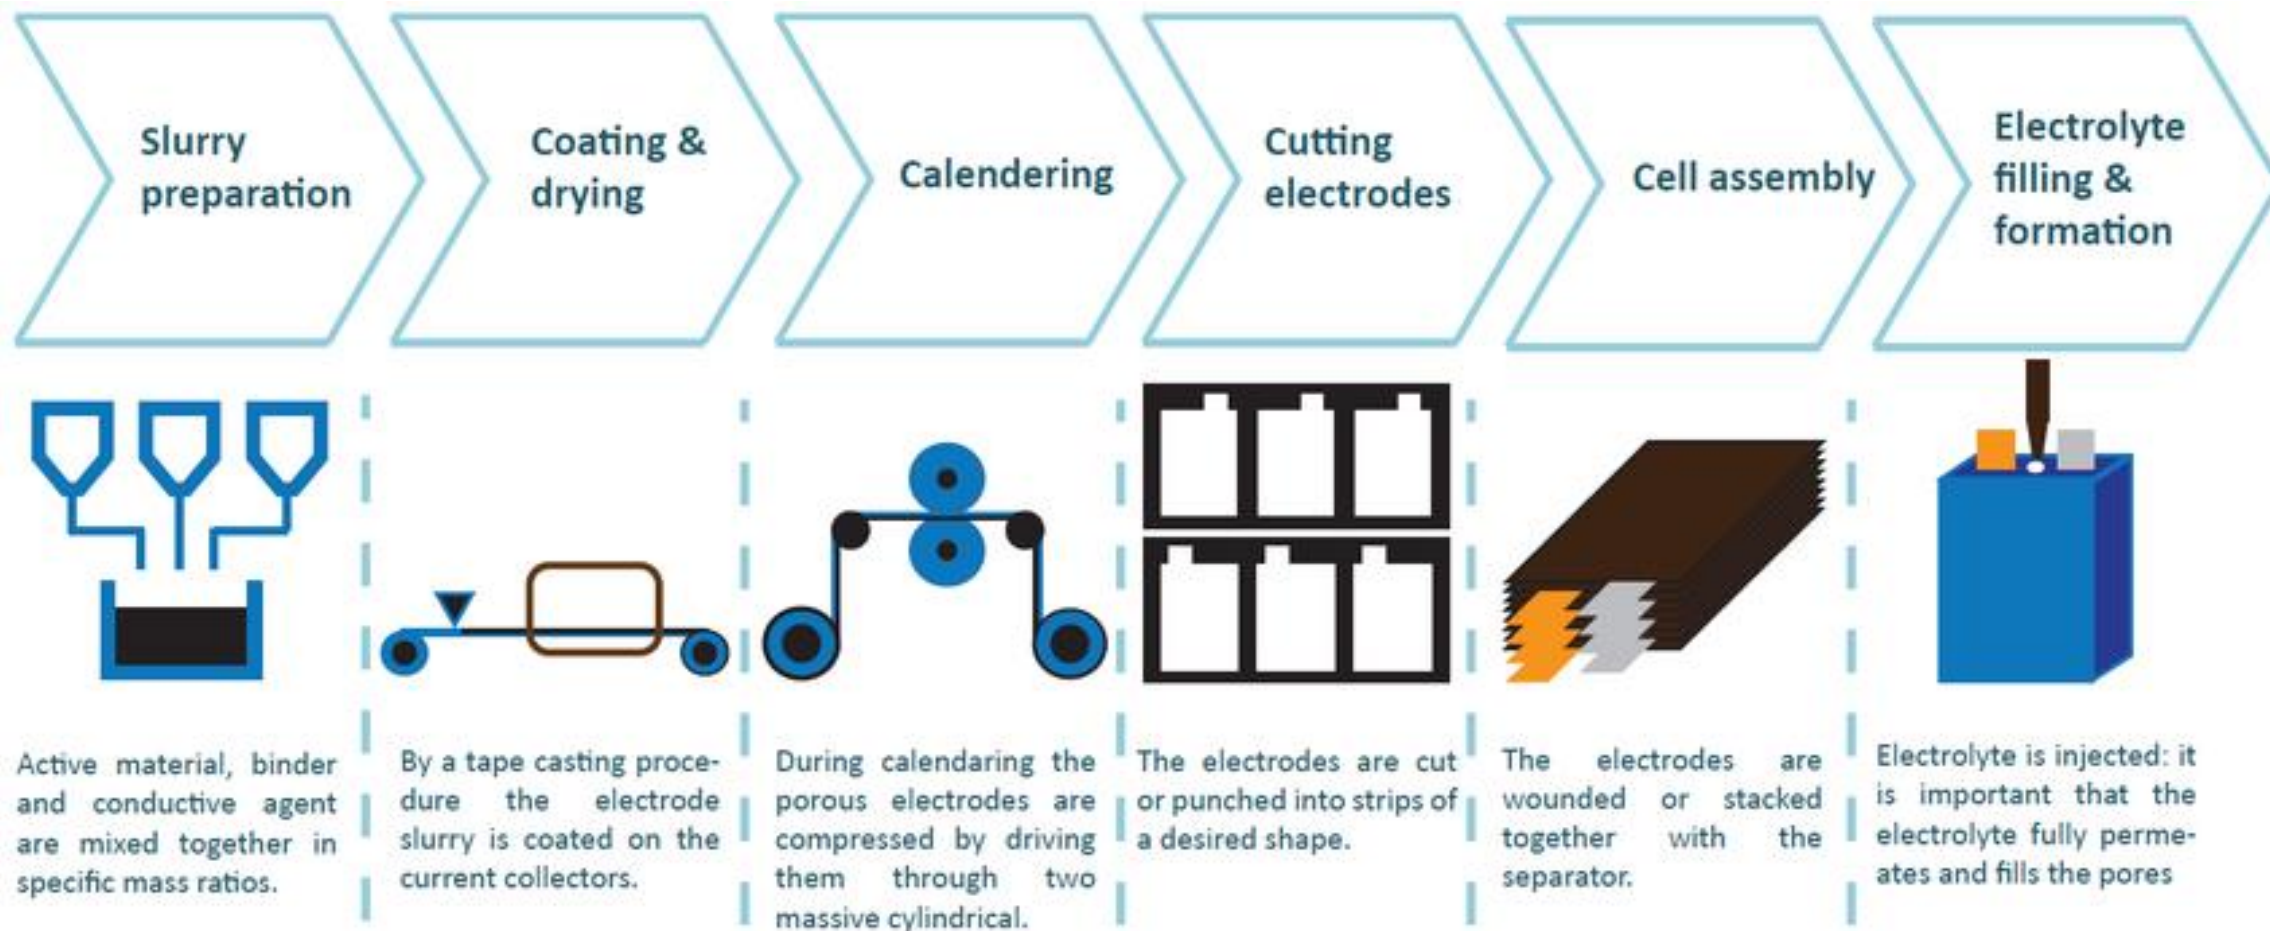 Slurry
preparation
Coating &
drying
Calendering
Cutting
electrodes
Cell assembly
Electrolyte
filling &
formation
Active material, binder
and conductive agent
are mixed together in
specific mass ratios.
By a tape casting proce-
dure the electrode
slurry is coated on the
current collectors.
During calendaring the
porous electrodes are
compressed by driving
them through two
massive cylindrical.
The electrodes are cut
or punched into strips of
a desired shape.
The electrodes are
wounded or stacked
together with the
separator.
Electrolyte is injected: it
is important that the
electrolyte fully perme-
ates and fills the pores